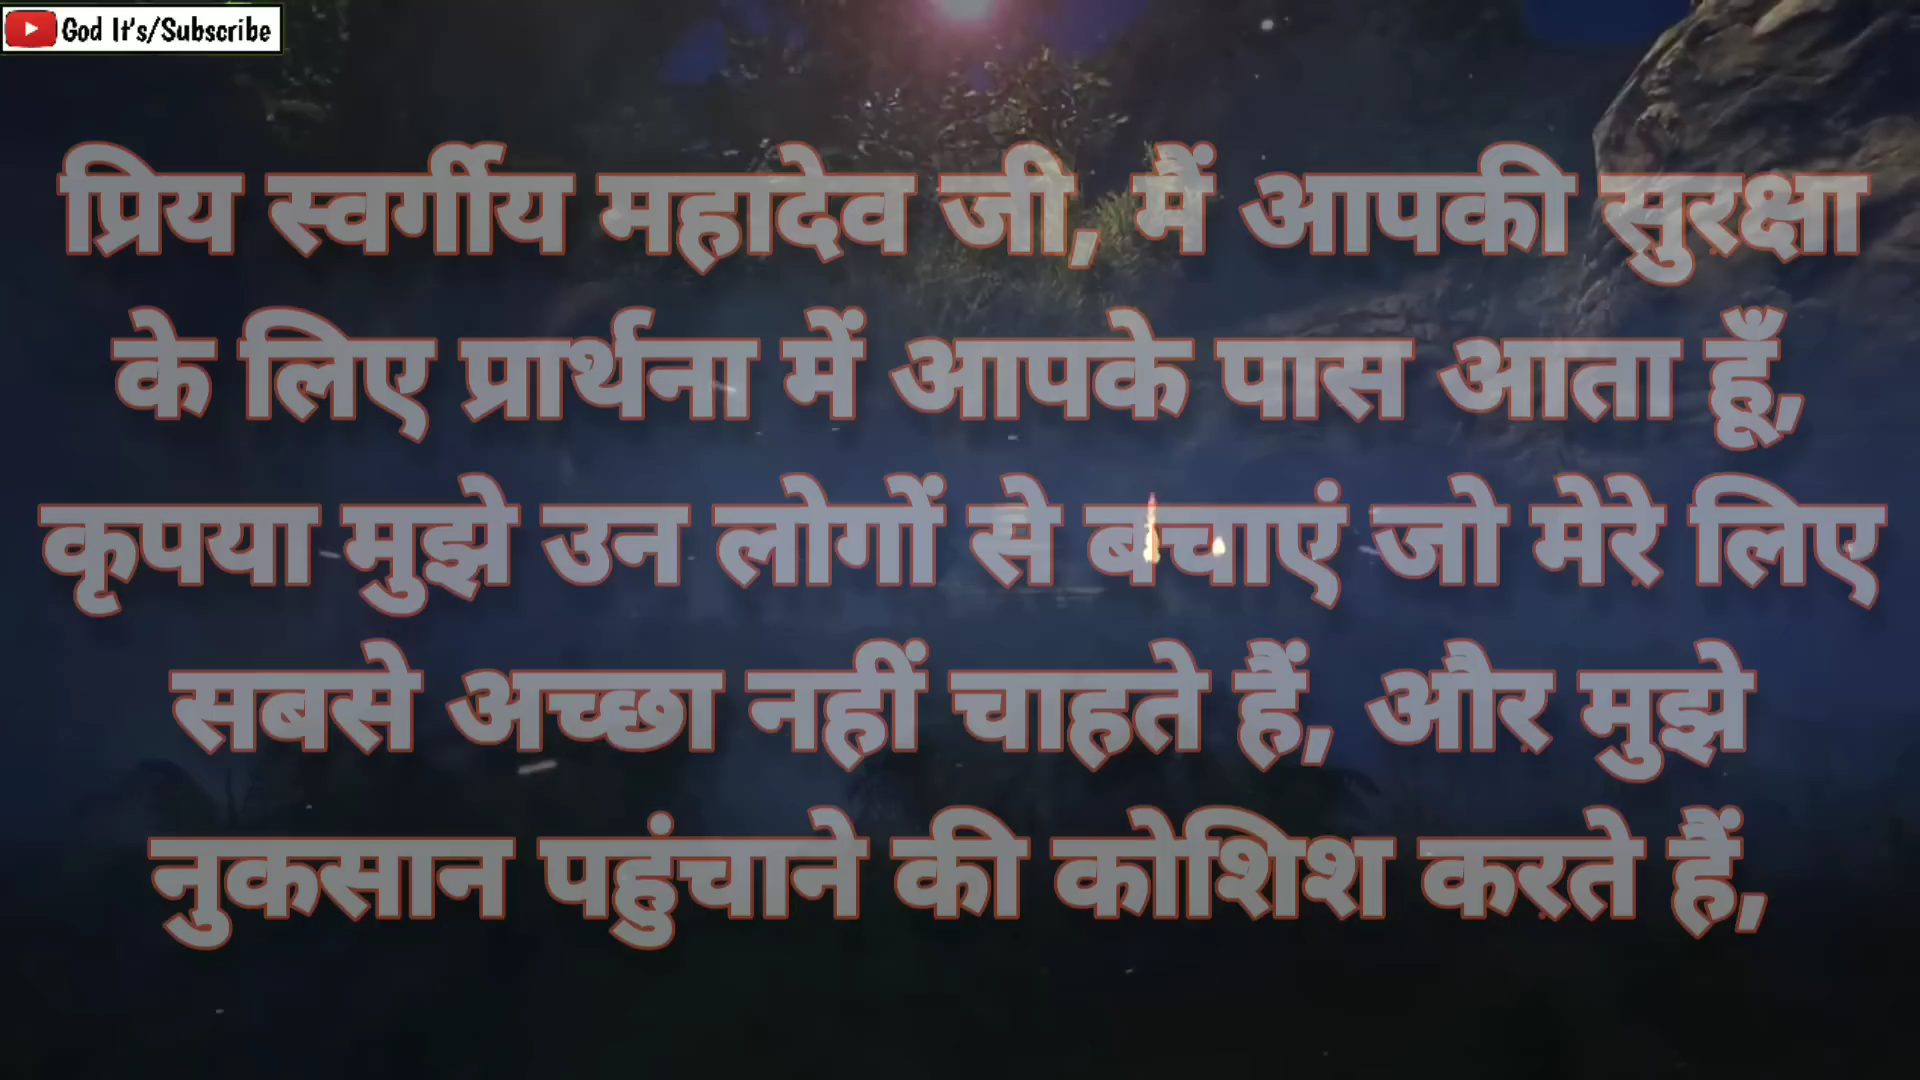 God It's/Subscribe
प्रिय स्वर्गीय महादेव जी, मैं आपकी सुरक्षा
के लिए प्रार्थना में आपके पास आता हूँ,
कृपया मुझे उन लोगों से बचाएं जो मेरे लिए
सबसे अच्छा नहीं चाहते हैं, और मुझे
नुकसान पहुंचाने की कोशिश करते हैं,